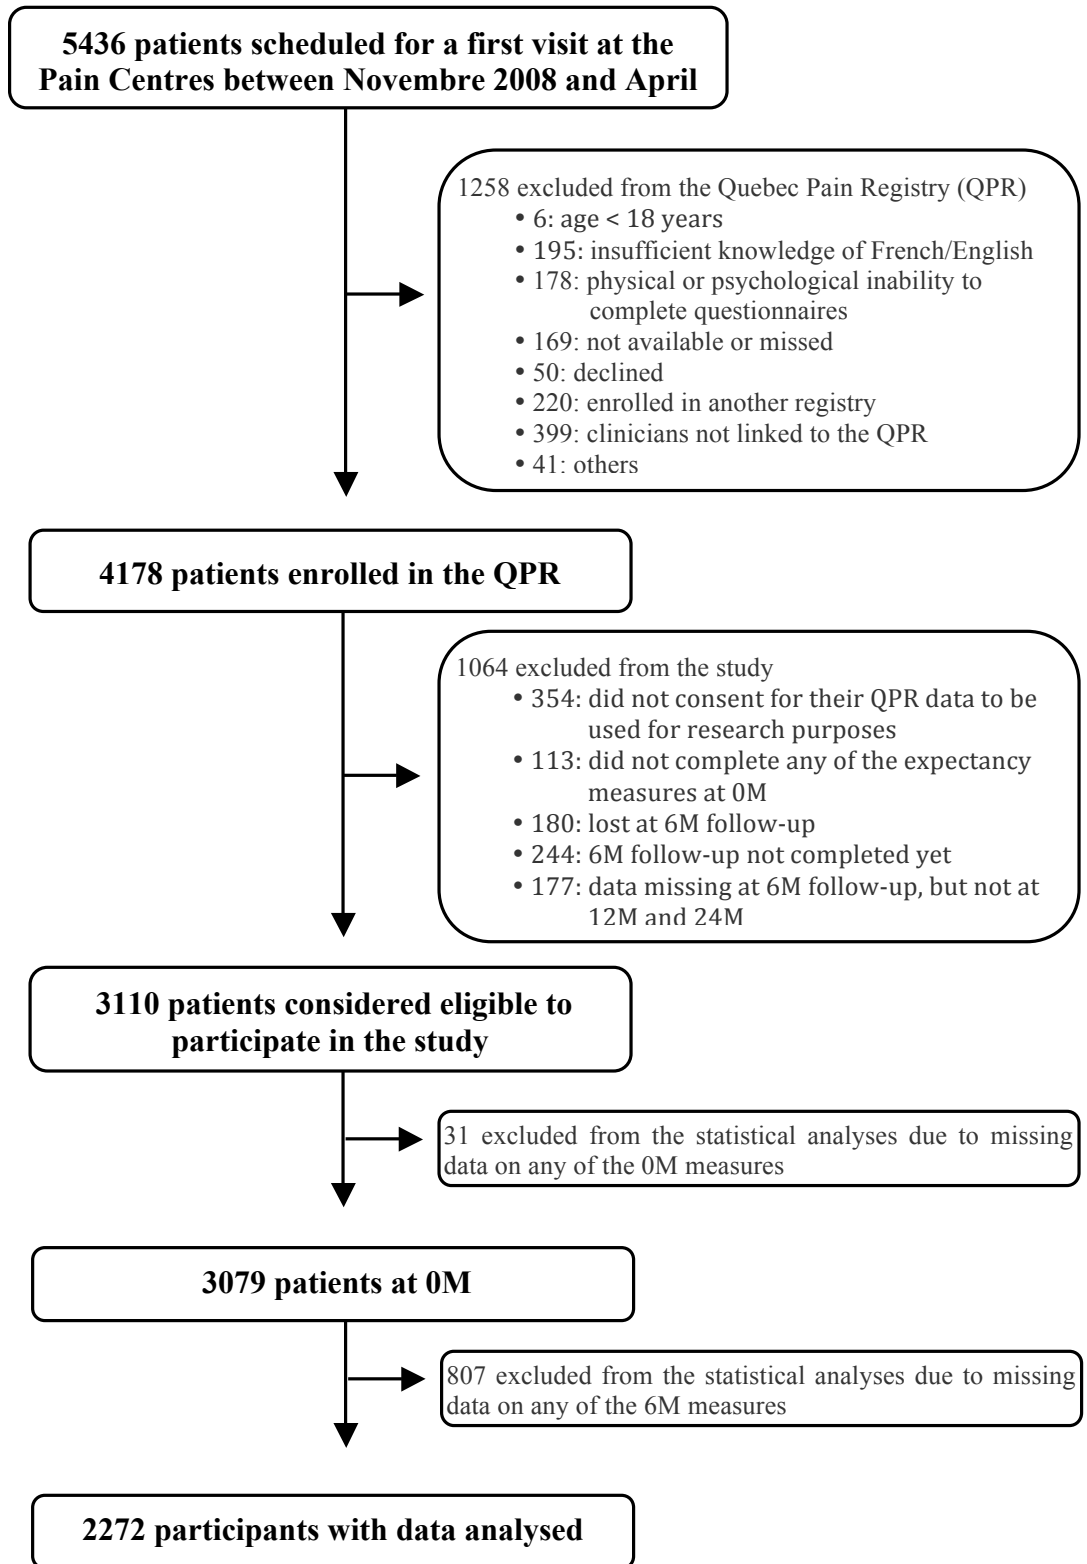 5436 patients scheduled for a first visit at the
Pain Centres between Novembre 2008 and April
1258 excluded from the Quebec Pain Registry (QPR)
• 6: age < 18 years
• 195: insufficient knowledge of French/English
• 178: physical or psychological inability to
complete questionnaires
• 169: not available or missed
• 50: declined
• 220: enrolled in another registry
• 399: clinicians not linked to the QPR
• 41: others
4178 patients enrolled in the QPR
1064 excluded from the study
• 354: did not consent for their QPR data to be
used for research purposes
• 113: did not complete any of the expectancy
measures at 0M
• 180: lost at 6M follow-up
• 244: 6M follow-up not completed yet
• 177: data missing at 6M follow-up, but not at
12M and 24M
3110 patients considered eligible to
participate in the study
31 excluded from the statistical analyses due to missing
data on any of the 0M measures
3079 patients at 0M
807 excluded from the statistical analyses due to missing
data on any of the 6M measures
2272 participants with data analysed